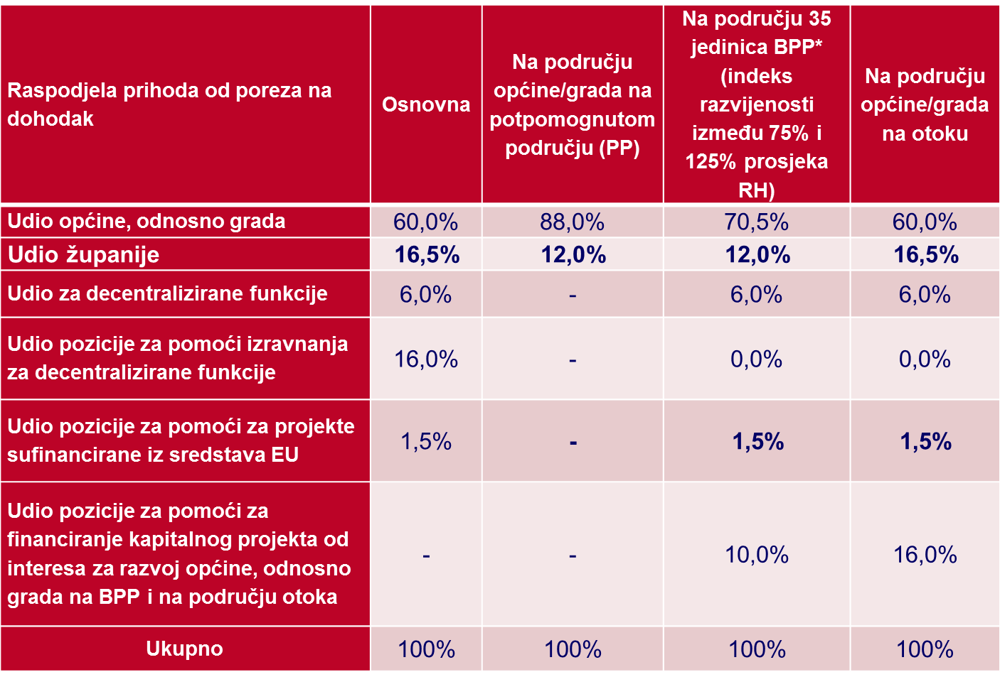 Raspodjela prihoda od poreza na
dohodak
Osnovna
Na području
općine/grada na
potpomognutom
području (PP)
Na području 35
jedinica BPP*
(indeks
razvijenosti
između 75% i
125% prosjeka
RH)
Na području
općine/grada
na otoku
Udio općine, odnosno grada
60,0%
88,0%
70,5%
60,0%
Udio županije
16,5%
12,0%
12,0%
16,5%
Udio za decentralizirane funkcije
6,0%
-
6,0%
6,0%
Udio pozicije za pomoći izravnanja
za decentralizirane funkcije
16,0%
-
0,0%
0,0%
Udio pozicije za pomoći za projekte
sufinancirane iz sredstava EU
1,5%
-
1,5%
1,5%
Udio pozicije za pomoći za
financiranje kapitalnog projekta od
interesa za razvoj općine, odnosno
grada na BPP i na području otoka
-
-
10,0%
16,0%
Ukupno
100%
100%
100%
100%